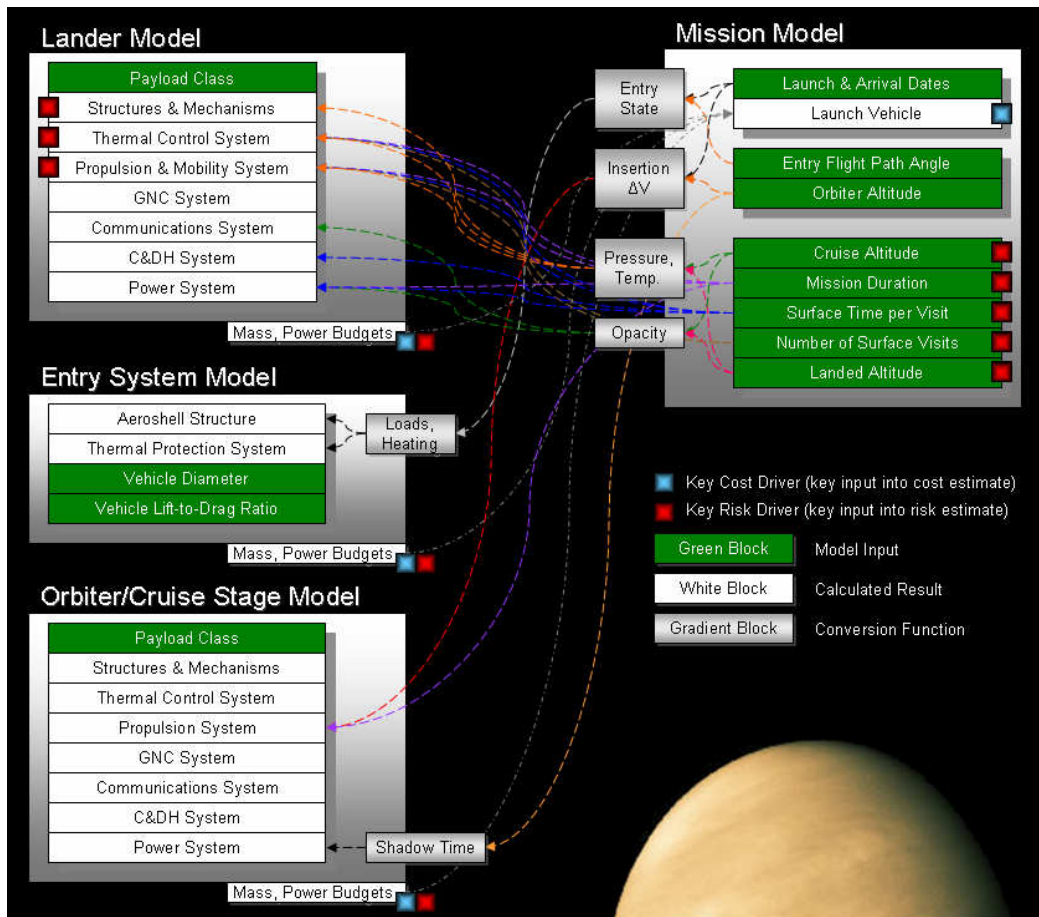 Lander Model
Payload Class
Structures & Mechanisms
Thermal Control System
Propulsion & Mobility System
GNC System
Communications System
C&DH System
Power System
Mass, Power Budgets
Entry System Model
Aeroshell Structure
Thermal Protection System
Vehicle Diameter
Vehicle Lift-to-Drag Ratio
Loads,
Heating
Mass, Power Budgets
Orbiter/Cruise Stage Model
Payload Class
Structures & Mechanisms
Thermal Control System
Propulsion System
GNC System
Communications System
C&DH System
Power System
Shadow Time
Mass, Power Budgets
Mission Model
Entry
State
Insertion
ΔV
Pressure,
Temp.
Opacity
Launch & Arrival Dates
Launch Vehicle
Entry Flight Path Angle
Orbiter Altitude
Cruise Altitude
Mission Duration
Surface Time per Visit
Number of Surface Visits
Landed Altitude
Key Cost Driver (key input into cost estimate)
Key Risk Driver (key input into risk estimate)
Green Block
Model Input
White Block
Calculated Result
Gradient Block
Conversion Function